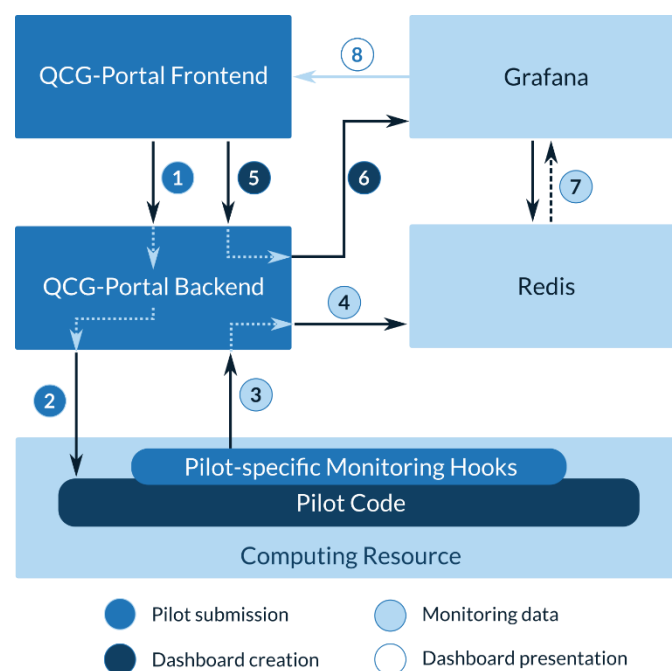 QCG-Portal Frontend
8
Grafana
1
5
6
7
QCG-Portal Backend
4
Redis
2
3
Pilot-specific Monitoring Hooks
Pilot Code
Computing Resource
Pilot submission
Monitoring data
Dashboard creation
Dashboard presentation